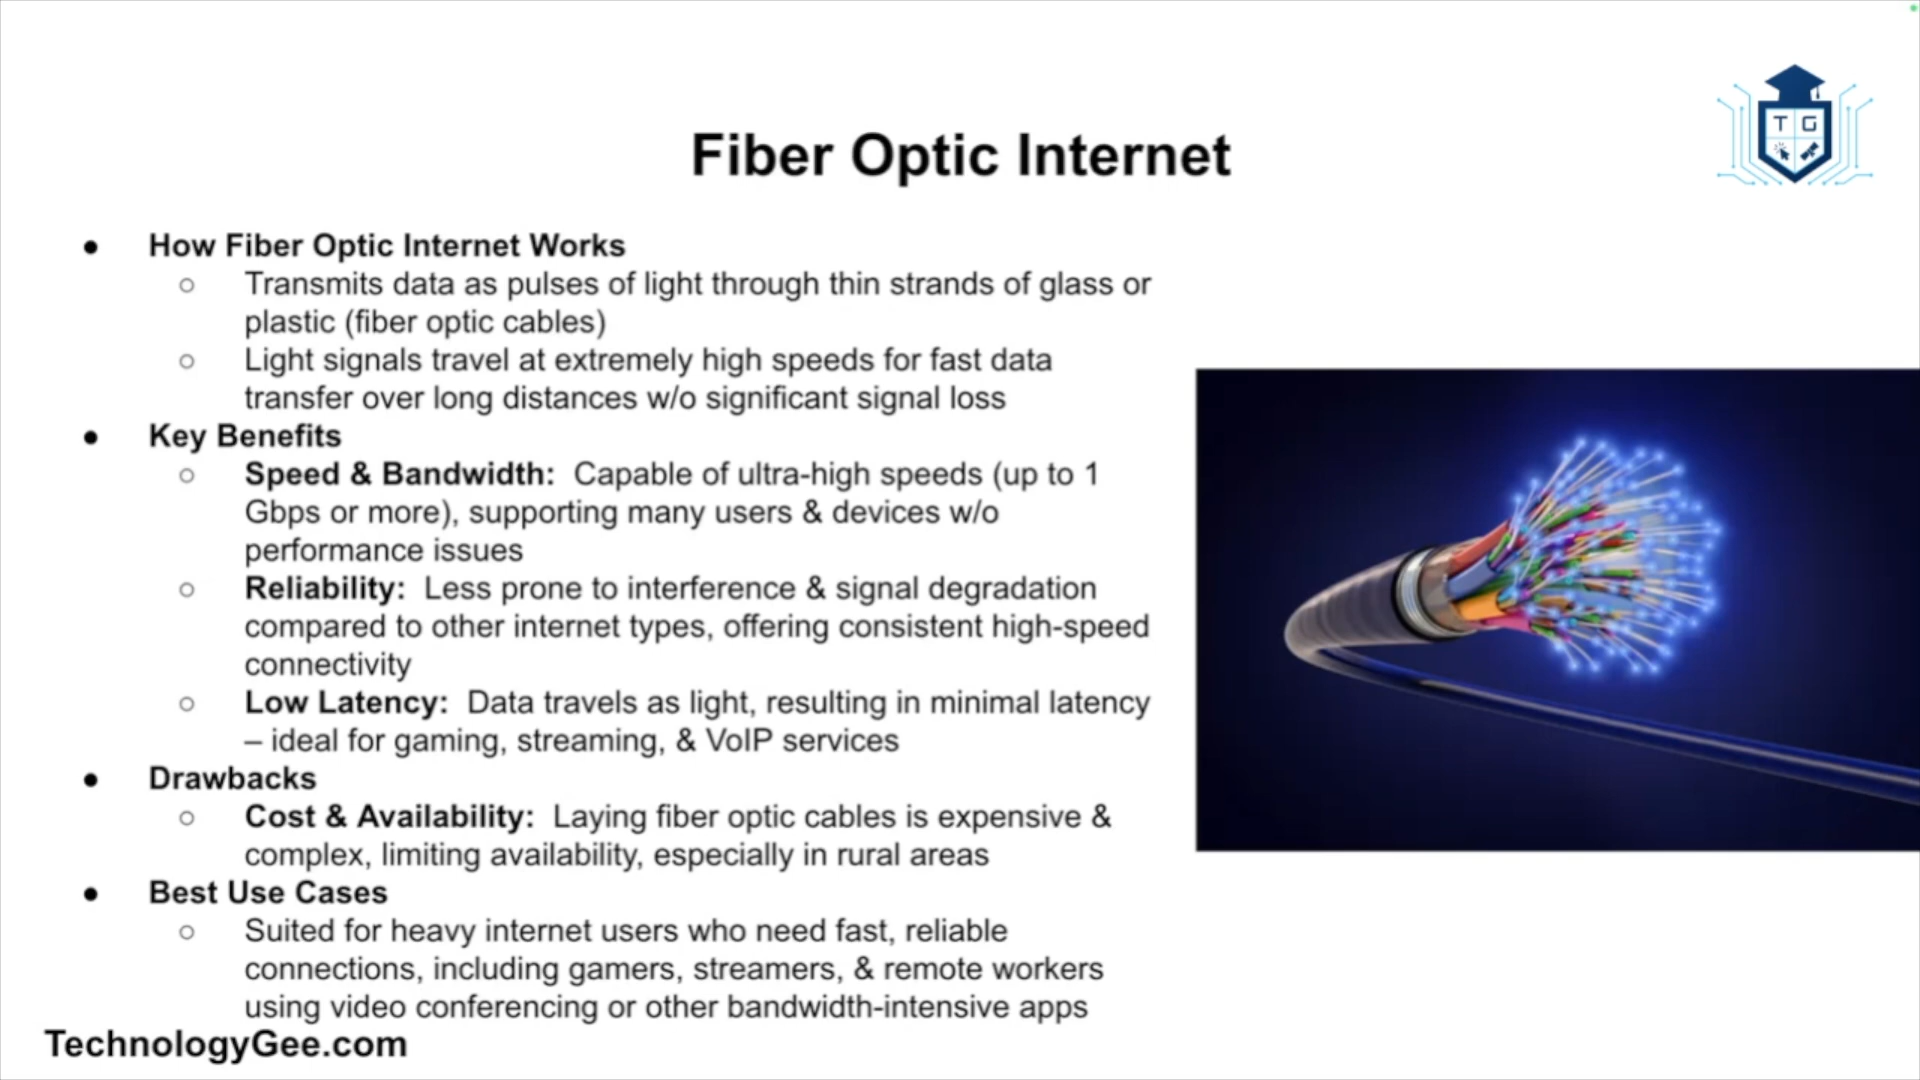 T G
Fiber Optic Internet
● How Fiber Optic Internet Works
○ Transmits data as pulses of light through thin strands of glass or
plastic (fiber optic cables)
○ Light signals travel at extremely high speeds for fast data
transfer over long distances w/o significant signal loss
● Key Benefits
○ Speed & Bandwidth:  Capable of ultra-high speeds (up to 1
Gbps or more), supporting many users & devices w/o
performance issues
○ Reliability:  Less prone to interference & signal degradation
compared to other internet types, offering consistent high-speed
connectivity
○ Low Latency:  Data travels as light, resulting in minimal latency
– ideal for gaming, streaming, & VoIP services
● Drawbacks
○ Cost & Availability:  Laying fiber optic cables is expensive &
complex, limiting availability, especially in rural areas
● Best Use Cases
○ Suited for heavy internet users who need fast, reliable
connections, including gamers, streamers, & remote workers
using video conferencing or other bandwidth-intensive apps
TechnologyGee.com